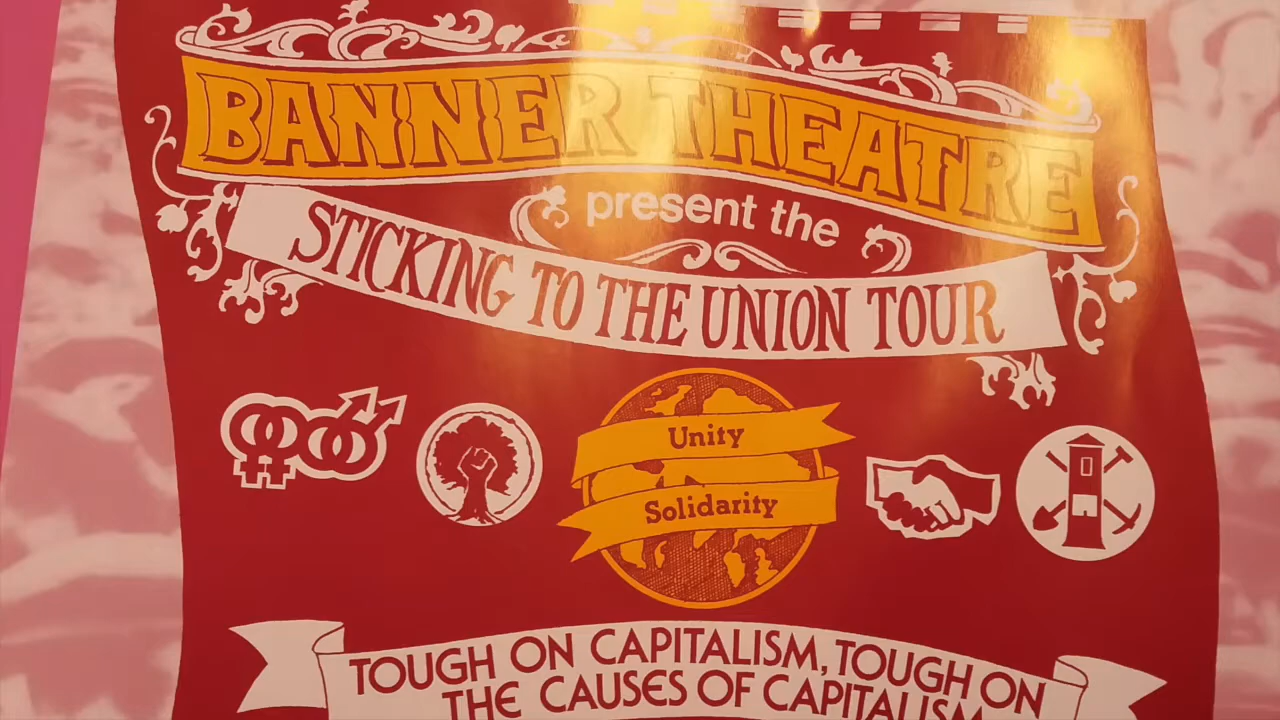 BANNER THEATRE
present the
STICKING TO THE UNION TOUR
Unity
Solidarity
TOUGH ON CAPITALISM, TOUGH ON
THE CAUSES OF CAPITALISM